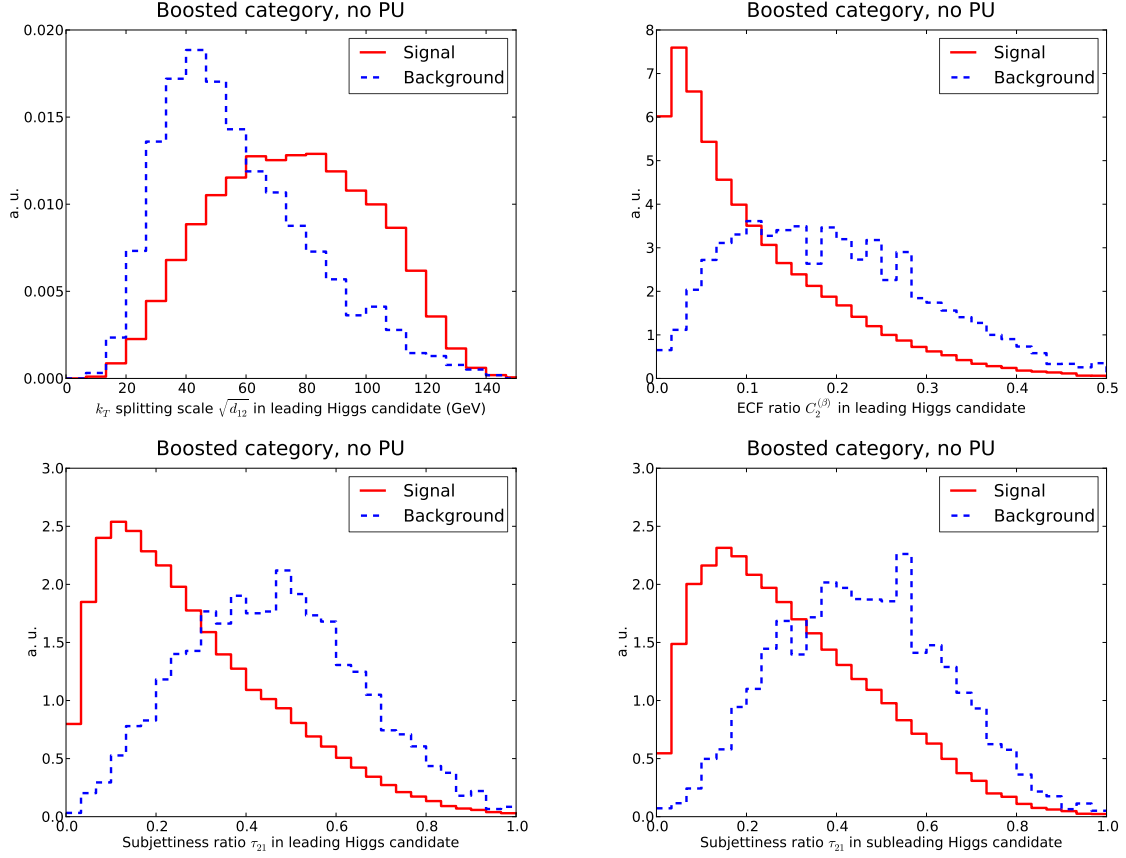 Boosted category, no PU
0.020
0.015
0.010
0.005
0.000
a. u.
Signal
Background
0 20 40 60 80 100 120 140
k_T splitting scale √d_12 in leading Higgs candidate (GeV)
Boosted category, no PU
8
7
6
5
4
3
2
1
0
a. u.
Signal
Background
0.0 0.1 0.2 0.3 0.4 0.5
ECF ratio C_2^(β) in leading Higgs candidate
Boosted category, no PU
3.0
2.5
2.0
1.5
1.0
0.5
0.0
a. u.
Signal
Background
0.0 0.2 0.4 0.6 0.8 1.0
Subjettiness ratio τ_21 in leading Higgs candidate
Boosted category, no PU
3.0
2.5
2.0
1.5
1.0
0.5
0.0
a. u.
Signal
Background
0.0 0.2 0.4 0.6 0.8 1.0
Subjettiness ratio τ_21 in subleading Higgs candidate